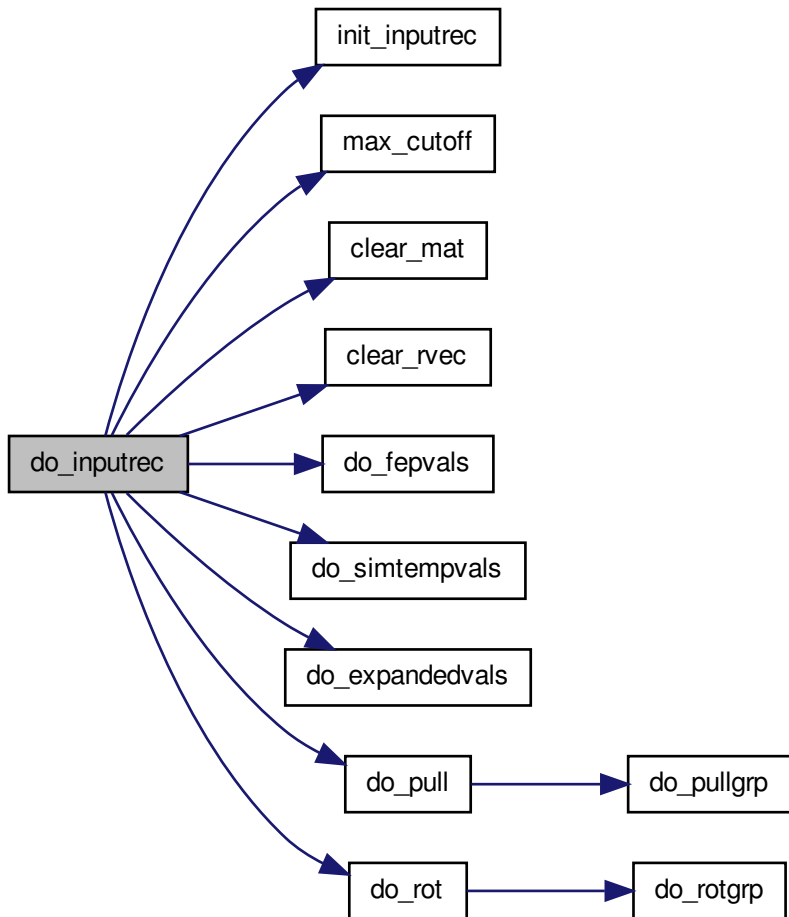 init_inputrec
max_cutoff
clear_mat
clear_rvec
do_inputrec
do_fepvals
do_simtempvals
do_expandedvals
do_pull
do_pullgrp
do_rot
do_rotgrp